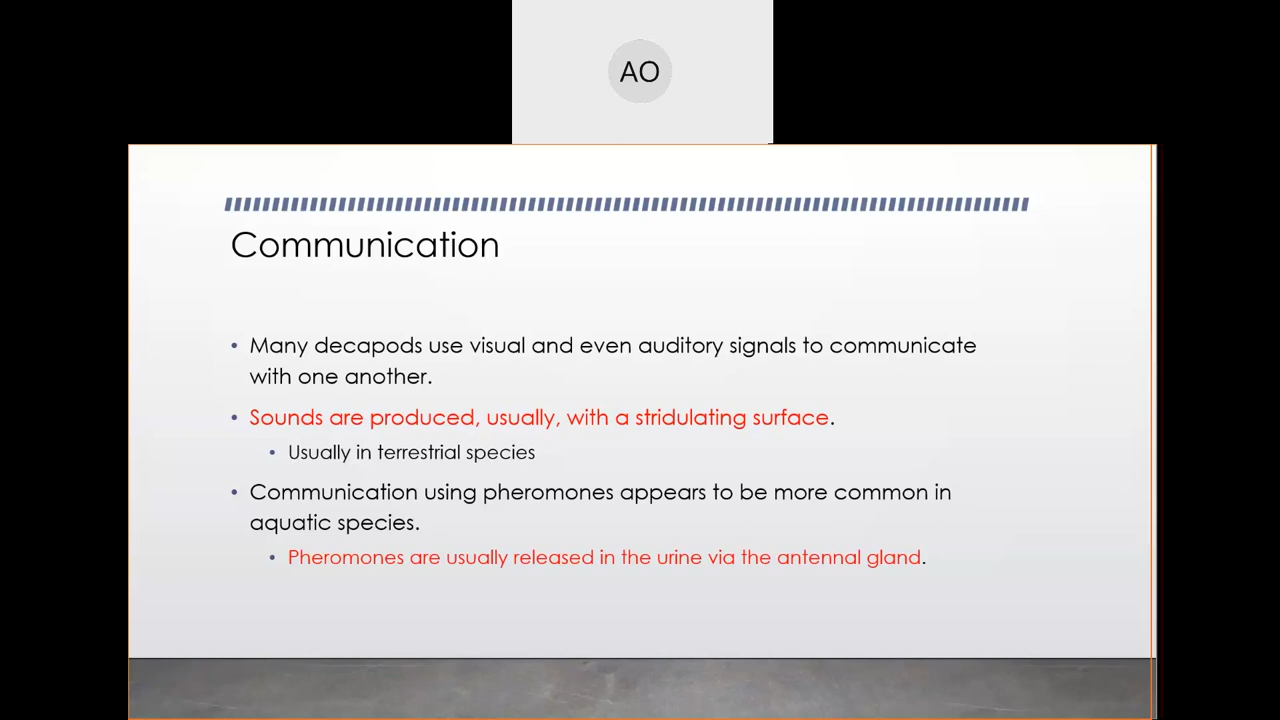 AO
Communication
• Many decapods use visual and even auditory signals to communicate
with one another.
• Sounds are produced, usually, with a stridulating surface.
• Usually in terrestrial species
• Communication using pheromones appears to be more common in
aquatic species.
• Pheromones are usually released in the urine via the antennal gland.